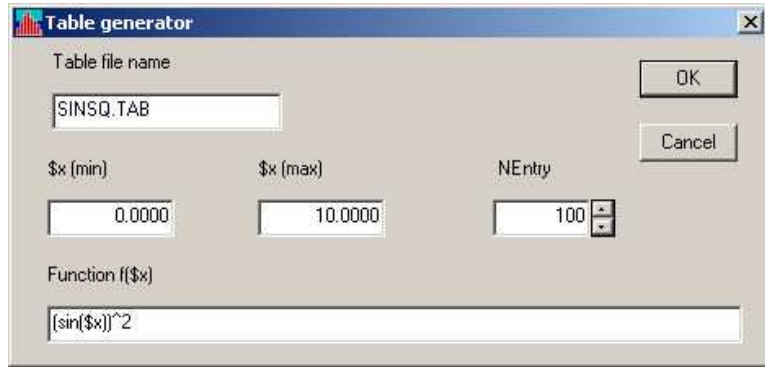 Table generator
Table file name
OK
SINSQ.TAB
Cancel
$x (min) $x (max) NEntry
0.0000 10.0000 100
Function f($x)
(sin($x))^2